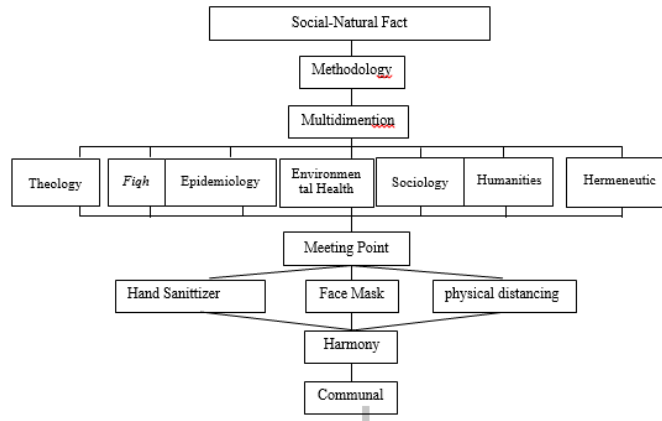 Social-Natural Fact
Methodology
Multidimention
Theology
Fiqh
Epidemiology
Environmen
tal Health
Sociology
Humanities
Hermeneutic
Meeting Point
Hand Sanittizer
Face Mask
physical distancing
Harmony
Communal